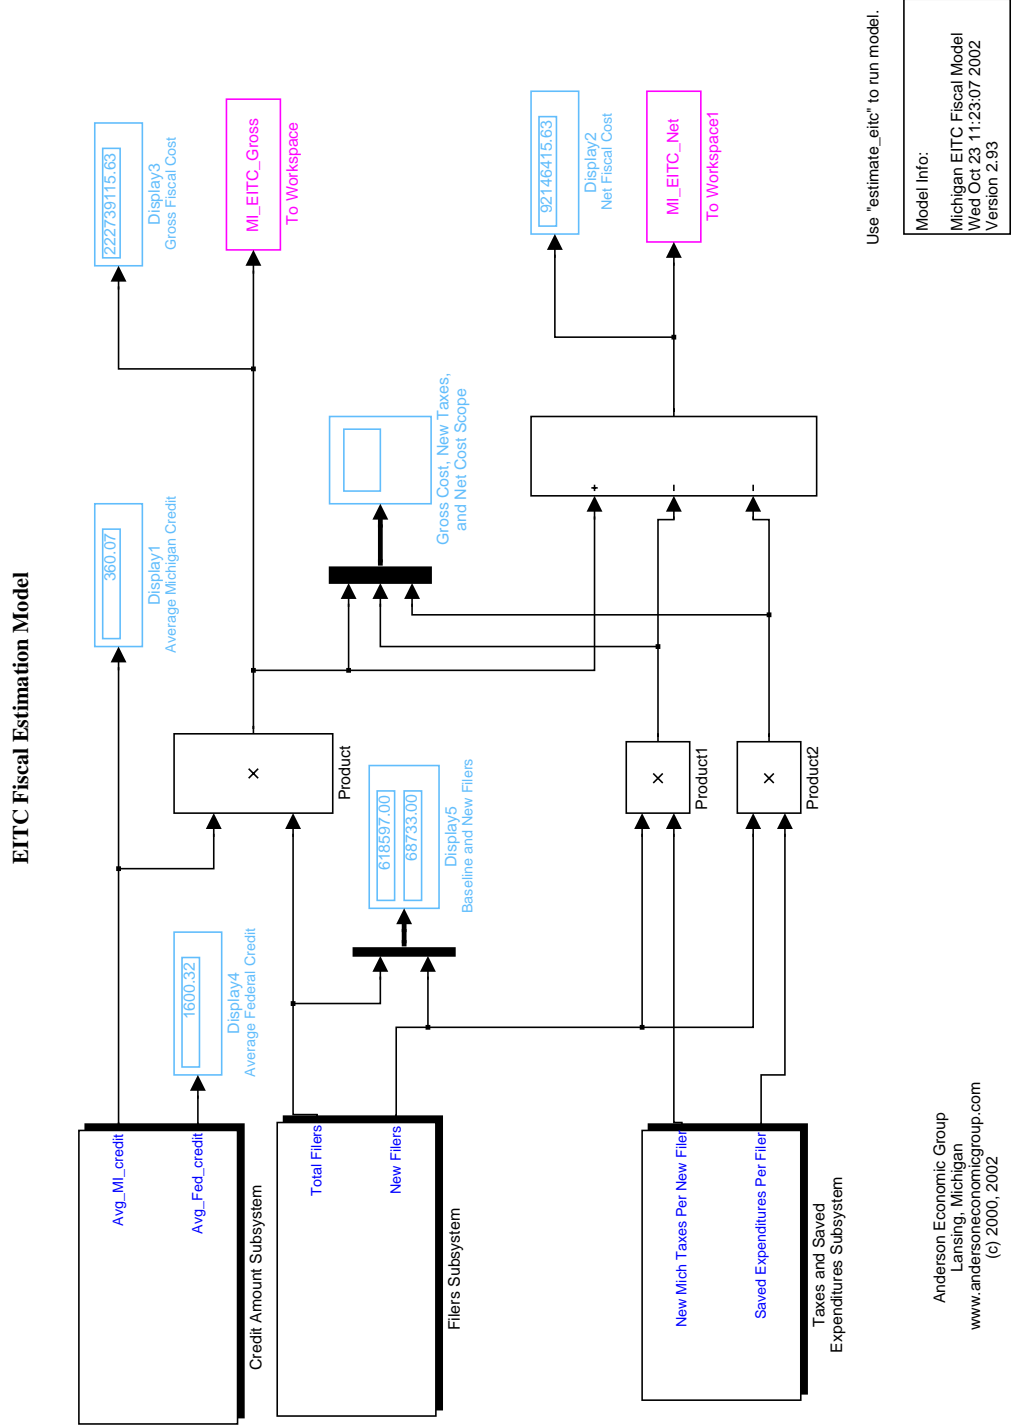 EITC Fiscal Estimation Model
Avg_MI_credit
Avg_Fed_credit
Credit Amount Subsystem
1600.32
Display4
Average Federal Credit
360.07
Display1
Average Michigan Credit
222739115.63
Display3
Gross Fiscal Cost
MI_EITC_Gross
To Workspace
×
Product
Total Filers
New Filers
Filers Subsystem
618597.00
68733.00
Display5
Baseline and New Filers
Gross Cost, New Taxes,
and Net Cost Scope
+
−
−
92146415.63
Display2
Net Fiscal Cost
MI_EITC_Net
To Workspace1
×
Product1
×
Product2
New Mich Taxes Per New Filer
Saved Expenditures Per Filer
Taxes and Saved
Expenditures Subsystem
Use "estimate_eitc" to run model.
Model Info:
Michigan EITC Fiscal Model
Wed Oct 23 11:23:07 2002
Version 2.93
Anderson Economic Group
Lansing, Michigan
www.andersoneconomicgroup.com
(c) 2000, 2002